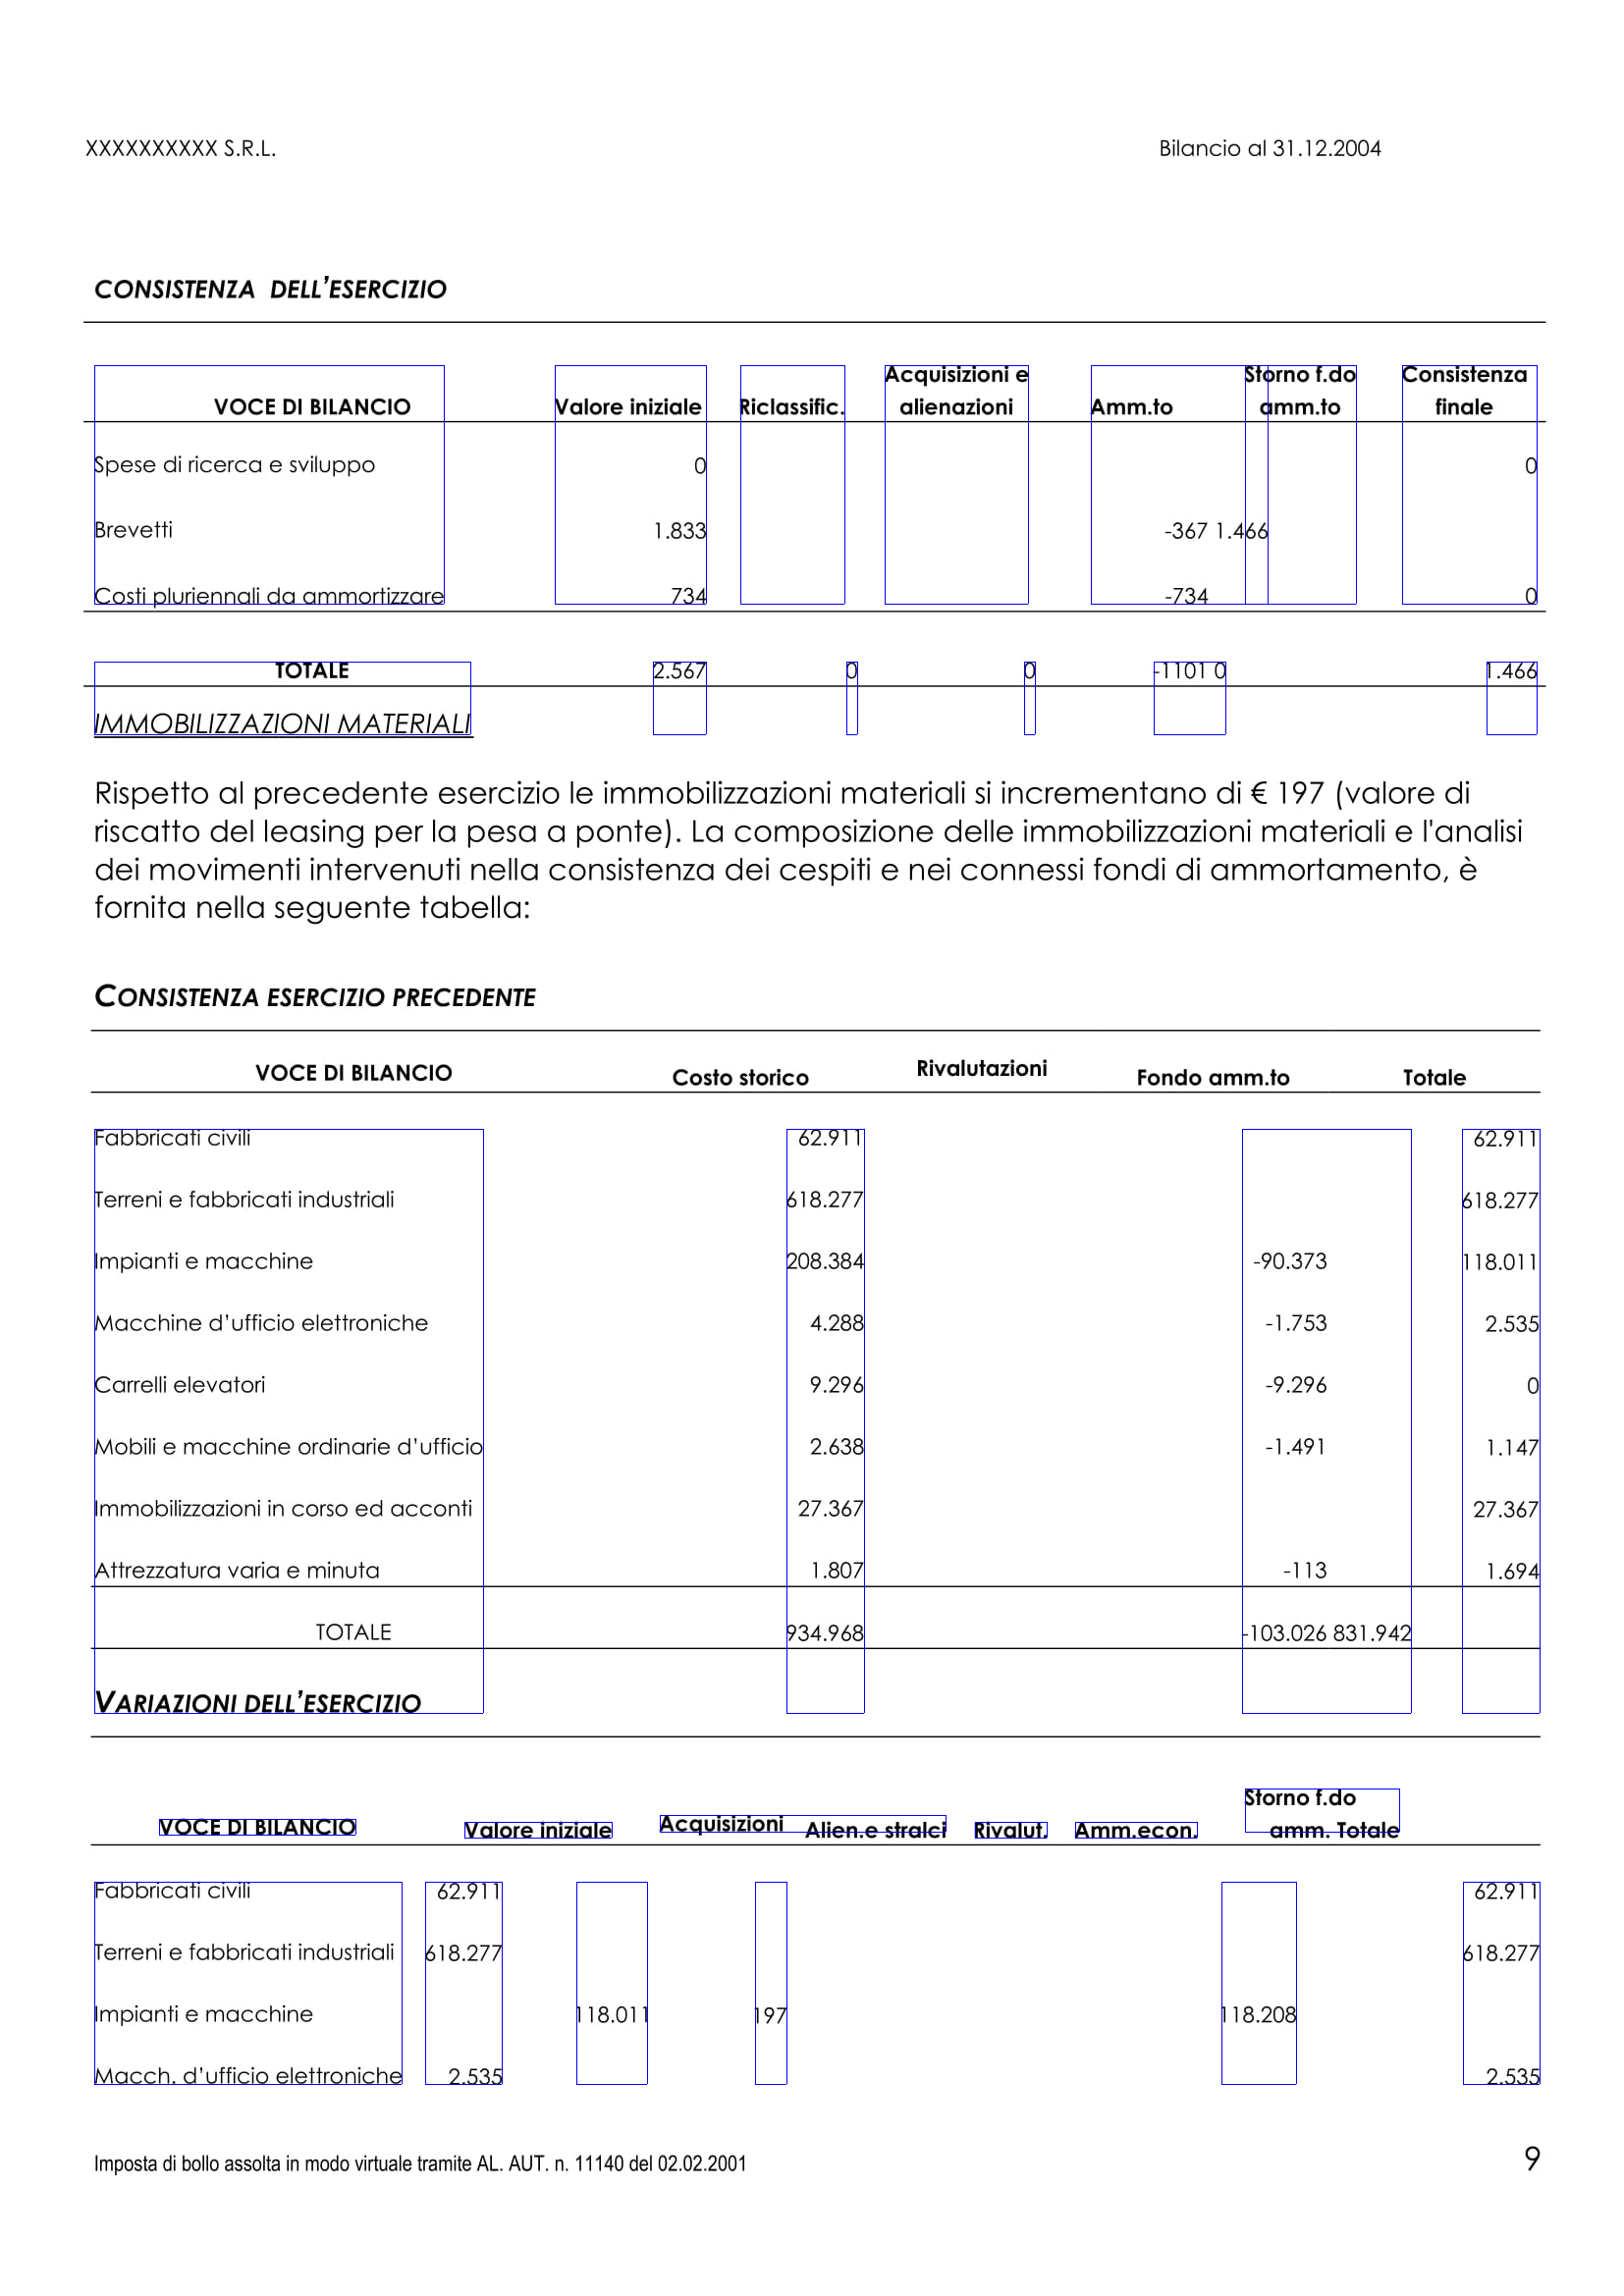 XXXXXXXXXX S.R.L. Bilancio al 31.12.2004
CONSISTENZA DELL’ESERCIZIO
Acquisizioni e Storno f.do Consistenza
VOCE DI BILANCIO Valore iniziale Riclassific. alienazioni Amm.to amm.to finale
Spese di ricerca e sviluppo 0 0
Brevetti 1.833 -367 1.466
Costi pluriennali da ammortizzare 734 -734 0
TOTALE 2.567 0 0 -1101 0 1.466
IMMOBILIZZAZIONI MATERIALI
Rispetto al precedente esercizio le immobilizzazioni materiali si incrementano di € 197 (valore di
riscatto del leasing per la pesa a ponte). La composizione delle immobilizzazioni materiali e l'analisi
dei movimenti intervenuti nella consistenza dei cespiti e nei connessi fondi di ammortamento, è
fornita nella seguente tabella:
CONSISTENZA ESERCIZIO PRECEDENTE
VOCE DI BILANCIO Costo storico Rivalutazioni Fondo amm.to Totale
Fabbricati civili 62.911 62.911
Terreni e fabbricati industriali 618.277 618.277
Impianti e macchine 208.384 -90.373 118.011
Macchine d’ufficio elettroniche 4.288 -1.753 2.535
Carrelli elevatori 9.296 -9.296 0
Mobili e macchine ordinarie d’ufficio 2.638 -1.491 1.147
Immobilizzazioni in corso ed acconti 27.367 27.367
Attrezzatura varia e minuta 1.807 -113 1.694
TOTALE 934.968 -103.026 831.942
VARIAZIONI DELL’ESERCIZIO
Storno f.do
VOCE DI BILANCIO Valore iniziale Acquisizioni Alien.e stralci Rivalut. Amm.econ. amm. Totale
Fabbricati civili 62.911 62.911
Terreni e fabbricati industriali 618.277 618.277
Impianti e macchine 118.011 197 118.208
Macch. d’ufficio elettroniche 2.535 2.535
Imposta di bollo assolta in modo virtuale tramite AL. AUT. n. 11140 del 02.02.2001 9